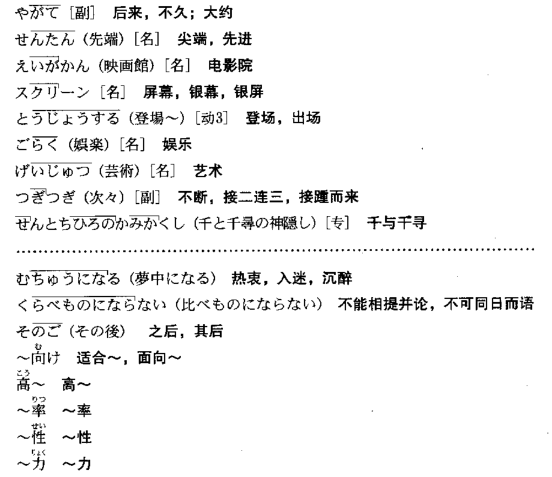 やがて [副] 后来，不久；大约
せんたん (先端) [名] 尖端，先进
えいがかん (映画館) [名] 电影院
スクリーン [名] 屏幕，银幕，银屏
とうじょうする (登場～) [动3] 登场，出场
ごらく (娯楽) [名] 娱乐
げいじゅつ (芸術) [名] 艺术
つぎつぎ (次々) [副] 不断，接二连三，接踵而来
せんとちひろのかみかくし (千と千尋の神隠し) [专] 千与千寻
むちゅうになる (夢中になる) 热衷，入迷，沉醉
くらべものにならない (比べものにならない) 不能相提并论，不可同日而语
そのご (その後) 之后，其后
む
～向け 适合～，面向～
こう
高～ 高～
りつ
～率 ～率
せい
～性 ～性
りょく
～力 ～力